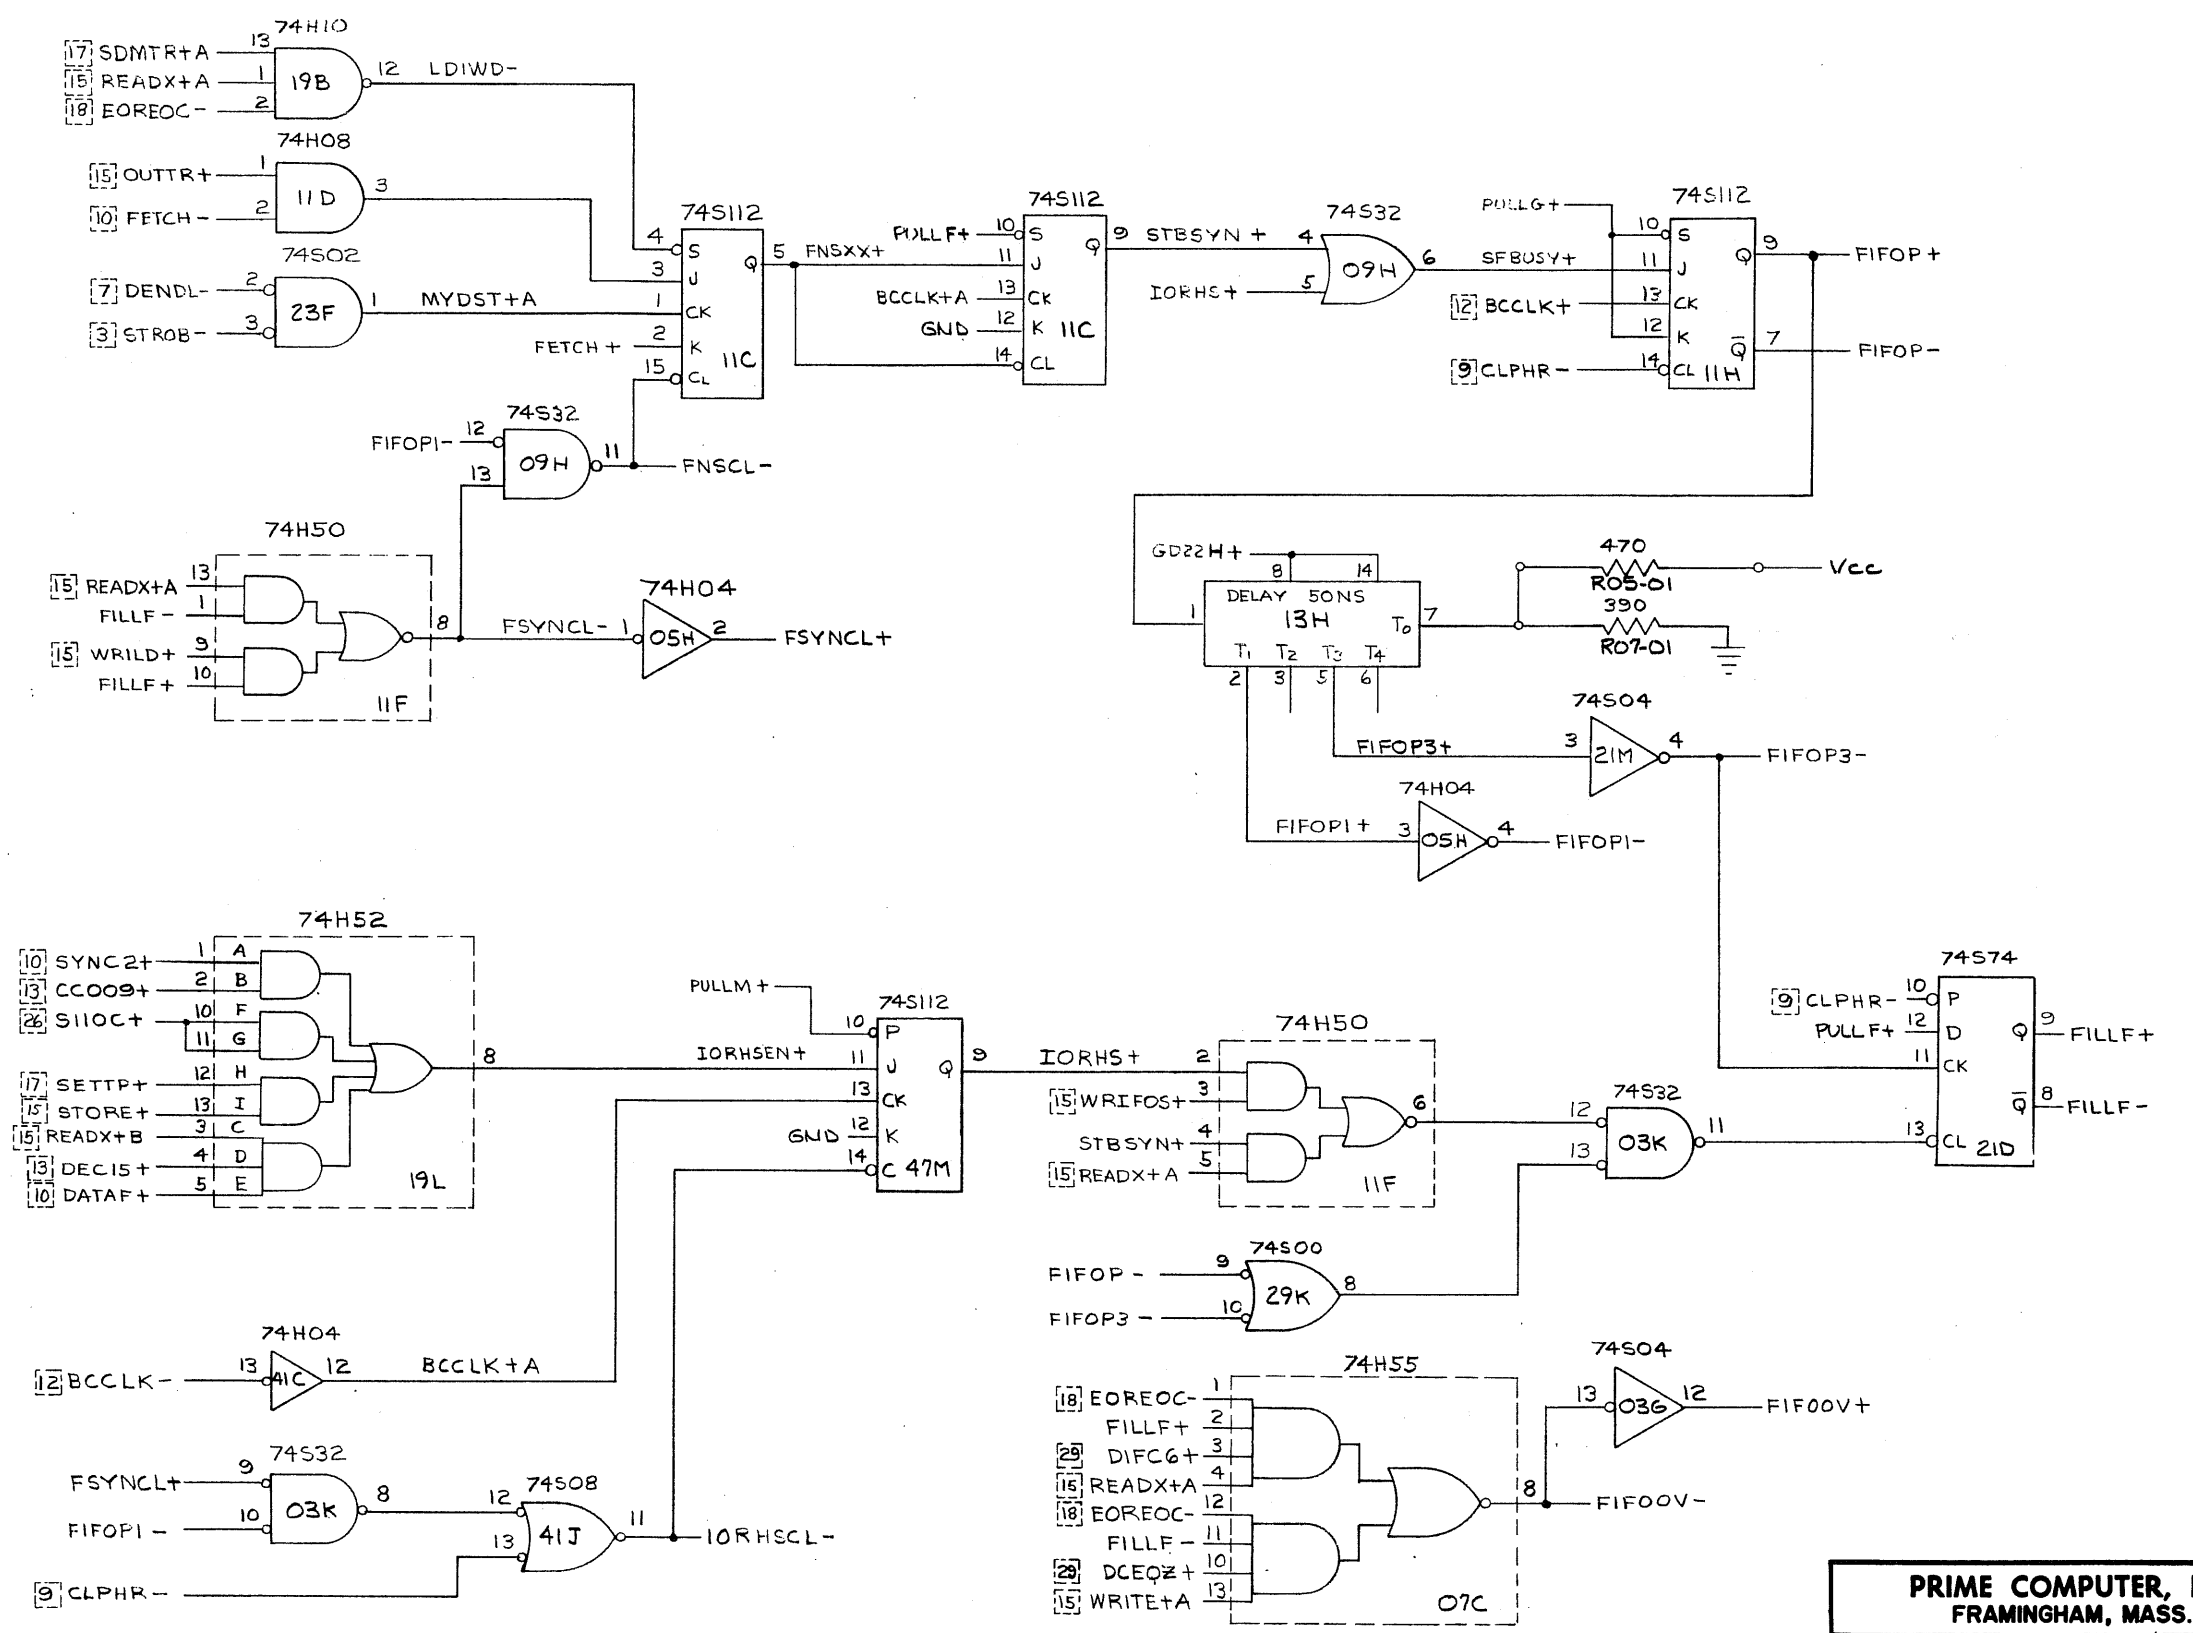 74H10
[17] SDMTR+A 13
[15] READX+A 1
[18] EOREOC- 2
19B
12 LDIWD-
74H08
[15] OUTTR+ 1
[10] FETCH- 2
11D
3
74S02
[7] DENDL- 2
[3] STROB- 3
23F
1 MYDST+A
FETCH+ 2
74S112
4 S
3 J
1 CK
2 K
15 CL
Q 5
11C
FNSXX+
74S112
PULLF+ 10 S
11 J
BCCLK+A 13 CK
GND 12 K
14 CL
Q 9
11C
STBSYN+ 4
IORHS+ 5
74S32
09H
6 SFBUSY+
PULLG+
74S112
10 S
11 J
[12] BCCLK+ 13 CK
12 K
[9] CLPHR- 14 CL
11H
Q 9 FIFOP+
Q 7 FIFOP-
74S32
FIFOP1- 12
13
09H
11 FNSCL-
74H50
[15] READX+A 13
FILLF- 1
[15] WRILD+ 9
FILLF+ 10
11F
8
FSYNCL- 1
74H04
05H
2 FSYNCL+
GD22H+
8 14
1
DELAY 50NS
13H
T0 7
T1 T2 T3 T4
2 3 5 6
470
R05-01
Vcc
390
R07-01
74S04
FIFOP3+ 3
21M
4 FIFOP3-
74H04
FIFOP1+ 3
05H
4 FIFOP1-
74H52
[10] SYNC2+ 1 A
[13] CC009+ 2 B
[26] S110C+ 10 F
11 G
[17] SETTP+ 12 H
[15] STORE+ 13 I
[15] READX+B 3 C
[13] DEC15+ 4 D
[10] DATAF+ 5 E
19L
8 IORHSEN+
PULLM+
74S112
10 P
11 J
13 CK
GND 12 K
14 C
47M
Q 9
IORHS+ 2
74H50
[15] WRIFOS+ 3
STBSYN+ 4
[15] READX+A 5
11F
6
74S32
12
13
03K
11
74S74
[9] CLPHR- 10 P
PULLF+ 12 D
11 CK
13 CL
21D
Q 9 FILLF+
Q 8 FILLF-
74S00
FIFOP- 9
FIFOP3- 10
29K
8
74H04
[12] BCCLK- 13
41C
12 BCCLK+A
74S32
FSYNCL+ 9
FIFOP1- 10
03K
8
74S08
12
13
41J
11 IORHSCL-
[9] CLPHR-
74H55
[18] EOREOC- 1
FILLF+ 2
[29] DIFC6+ 3
[15] READX+A 4
[18] EOREOC- 12
FILLF- 11
[29] DCEQZ+ 10
[15] WRITE+A 13
07C
8 FIFOOV-
74S04
13
03G
12 FIFOOV+
PRIME COMPUTER,
FRAMINGHAM, MASS.